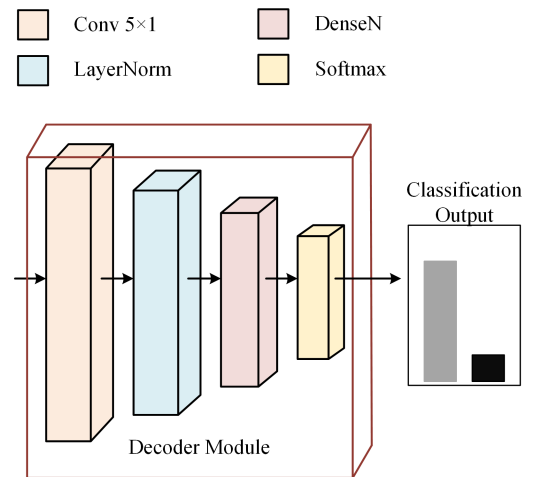 Conv 5×1
DenseN
LayerNorm
Softmax
Classification
Output
Decoder Module